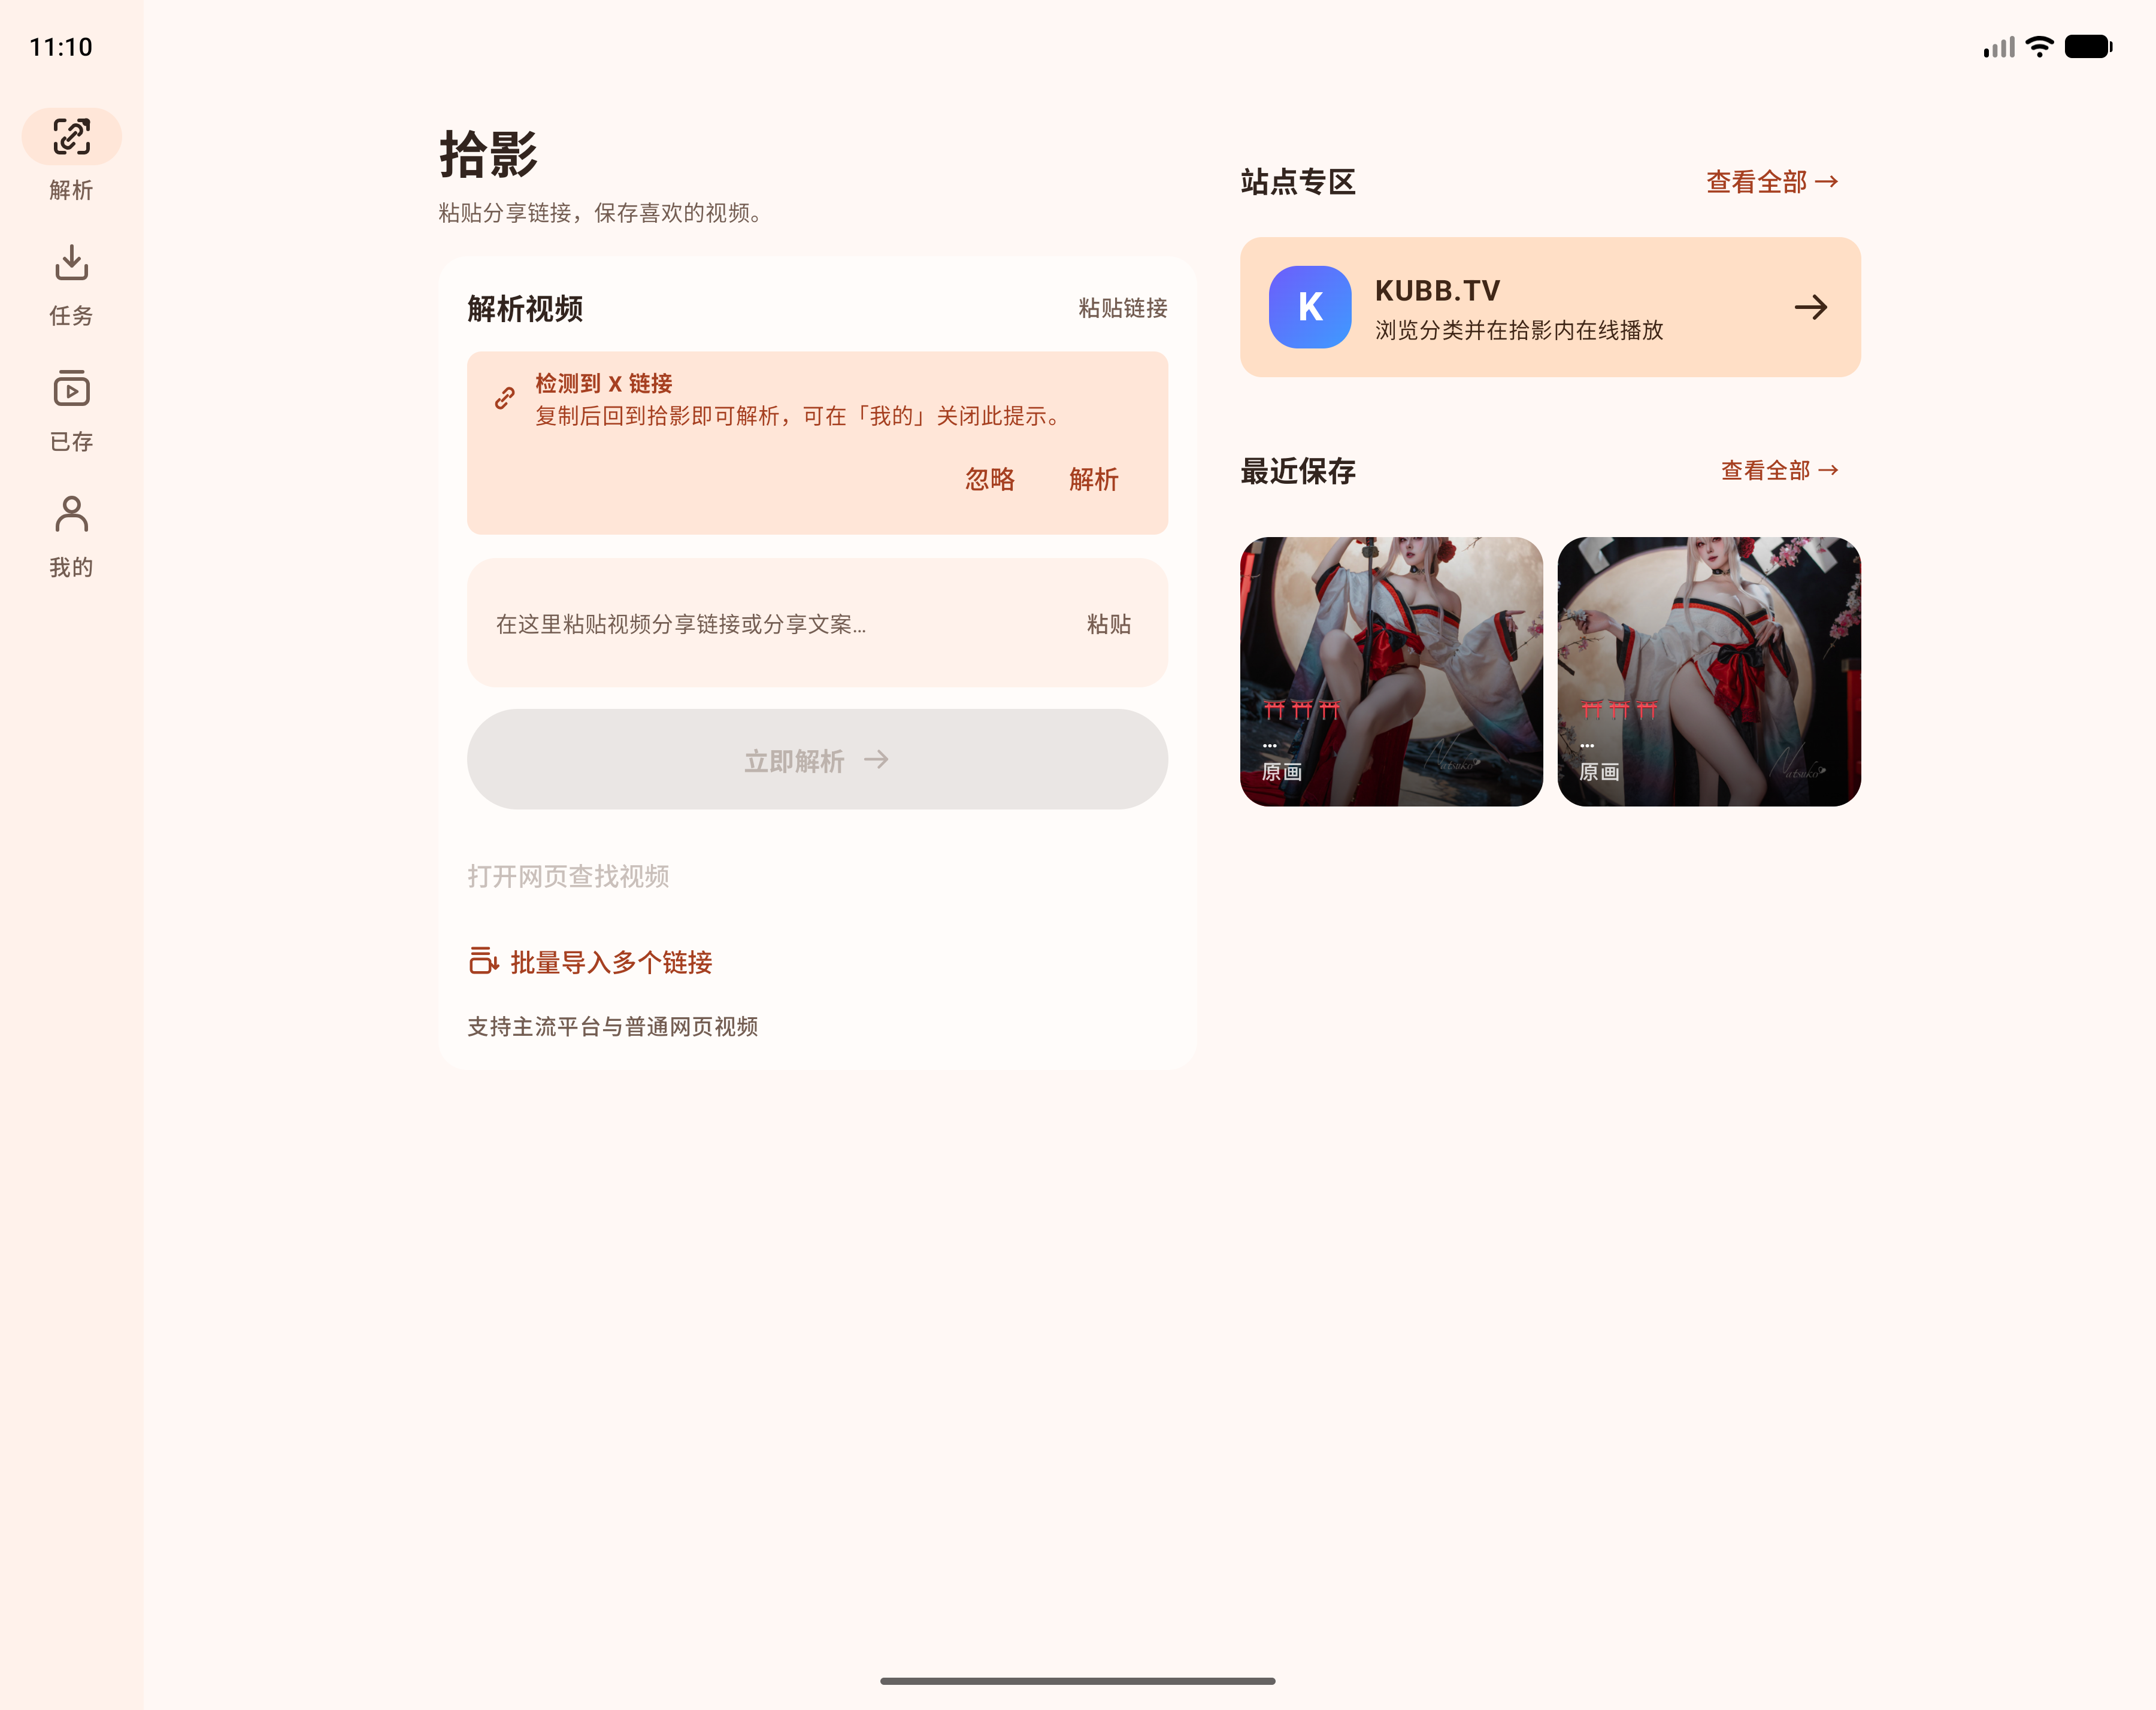 11:10
解析
任务
已存
我的
拾影
粘贴分享链接，保存喜欢的视频。
解析视频
粘贴链接
检测到 X 链接
复制后回到拾影即可解析，可在「我的」关闭此提示。
忽略
解析
在这里粘贴视频分享链接或分享文案...
粘贴
立即解析 →
打开网页查找视频
批量导入多个链接
支持主流平台与普通网页视频
站点专区
查看全部 →
K
KUBB.TV
浏览分类并在拾影内在线播放
最近保存
查看全部 →
⛩⛩⛩
...
原画
Natsuko
⛩⛩⛩
...
原画
Natsuko